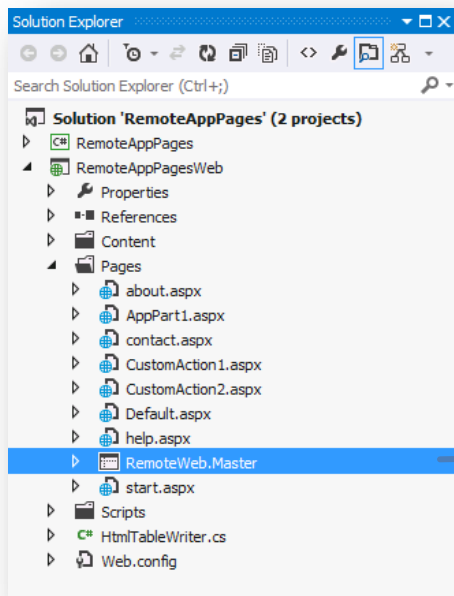 Solution Explorer
Search Solution Explorer (Ctrl+;)
Solution 'RemoteAppPages' (2 projects)
C# RemoteAppPages
RemoteAppPagesWeb
Properties
References
Content
Pages
about.aspx
AppPart1.aspx
contact.aspx
CustomAction1.aspx
CustomAction2.aspx
Default.aspx
help.aspx
RemoteWeb.Master
start.aspx
Scripts
C# HtmlTableWriter.cs
Web.config